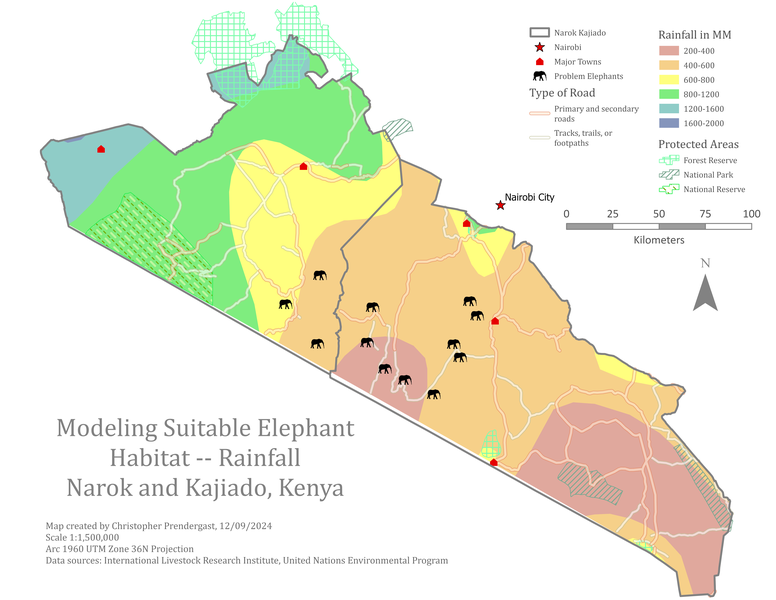 Narok Kajiado
Nairobi
Major Towns
Problem Elephants
Type of Road
Primary and secondary
roads
Tracks, trails, or
footpaths
Rainfall in MM
200-400
400-600
600-800
800-1200
1200-1600
1600-2000
Protected Areas
Forest Reserve
National Park
National Reserve
Nairobi City
0 25 50 75 100
Kilometers
N
Modeling Suitable Elephant
Habitat -- Rainfall
Narok and Kajiado, Kenya
Map created by Christopher Prendergast, 12/09/2024
Scale 1:1,500,000
Arc 1960 UTM Zone 36N Projection
Data sources: International Livestock Research Institute, United Nations Environmental Program